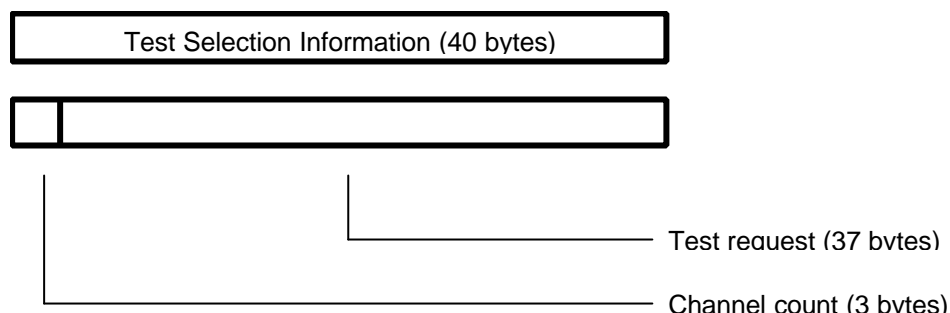 Test Selection Information (40 bytes)
Test request (37 bytes)
Channel count (3 bytes)